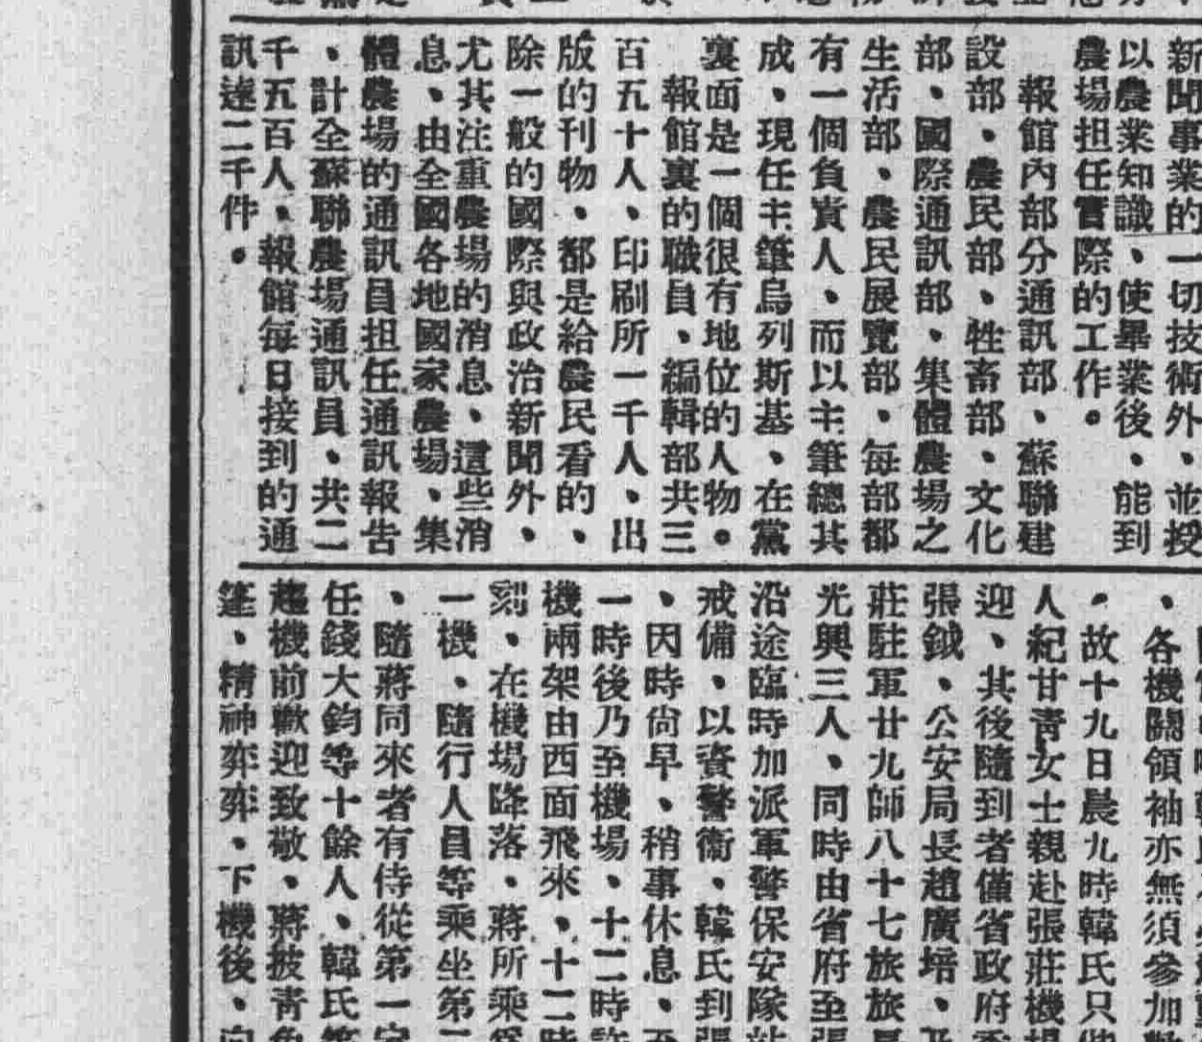 新聞事業的一切技術外、並授
以農業知識、使畢業後、能到
農場担任實際的工作。
報館內部分通訊部、蘇聯建
設部、農民部、牲畜部、文化
部、國際通訊部、集體農場之
生活部、農民展覽部、每部都
有一個負責人、而以主筆總其
成、現任主筆烏列斯基、在黨
裏面是一個很有地位的人物。
報館裏的職員、編輯部共三
百五十人、印刷所一千人、出
版的刊物、都是給農民看的、
除一般的國際與政治新聞外、
尤其注重農場的消息、這些消
息、由全國各地國家農場、集
體農場的通訊員担任通訊報告
、計全蘇聯農場通訊員、共二
千五百人、報館每日接到的通
訊達二千件。
、各機關領袖亦無須參加
、故十九日晨九時韓氏只
人紀甘青女士親赴張莊機場
迎、其後隨到者僅省政府
張鉞、公安局長趙廣培、
莊駐軍廿九師八十七旅旅
光興三人、同時由省府至張
沿途臨時加派軍警保安隊
戒備、以資警衞、韓氏到張
、因時尙早、稍事休息、
一時後乃至機場、十二時許
機兩架由西面飛來、十二時
刻、在機場降落、蔣所乘
一機、隨行人員等乘坐第二
、隨蔣同來者有侍從第一
任錢大鈞等十餘人、韓氏
趨機前歡迎致敬、蔣披青
篷、精神奕奕、下機後、向